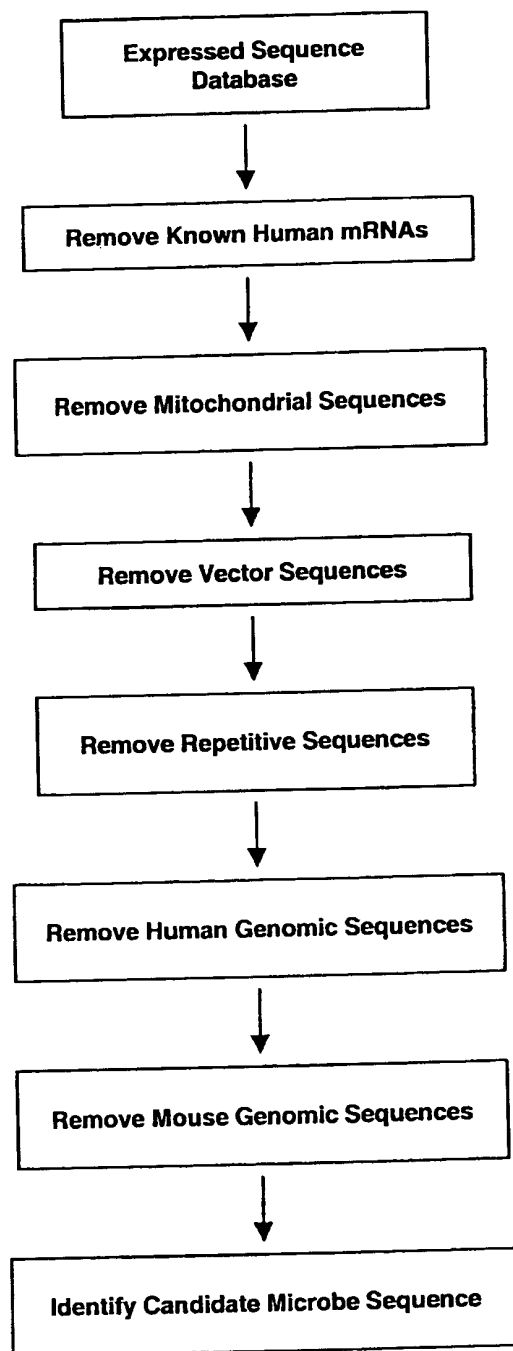 Expressed Sequence
Database
Remove Known Human mRNAs
Remove Mitochondrial Sequences
Remove Vector Sequences
Remove Repetitive Sequences
Remove Human Genomic Sequences
Remove Mouse Genomic Sequences
Identify Candidate Microbe Sequence